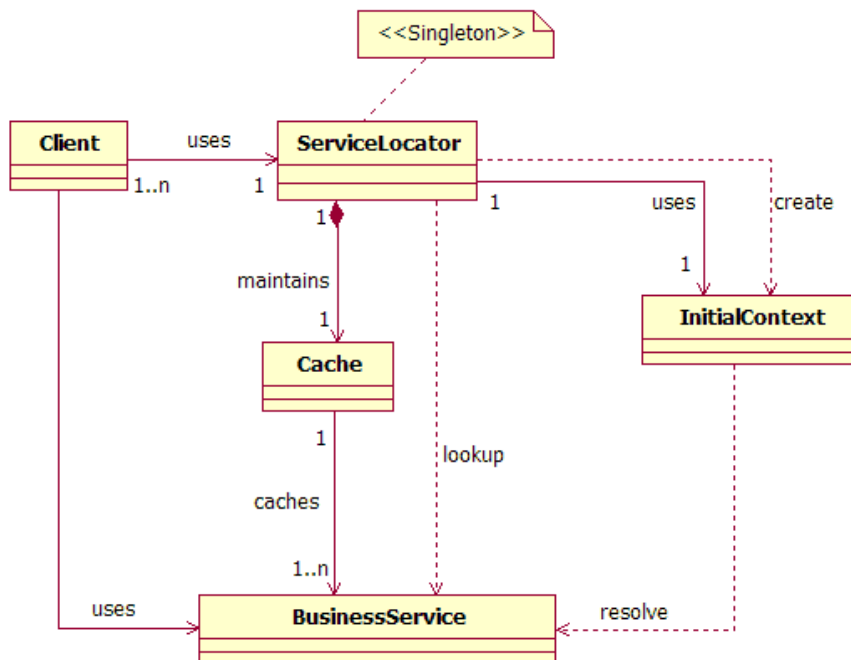 <<Singleton>>
Client
uses
ServiceLocator
1..n
1
1
1
uses
create
maintains
1
1
InitialContext
Cache
1
lookup
caches
1..n
uses
BusinessService
resolve